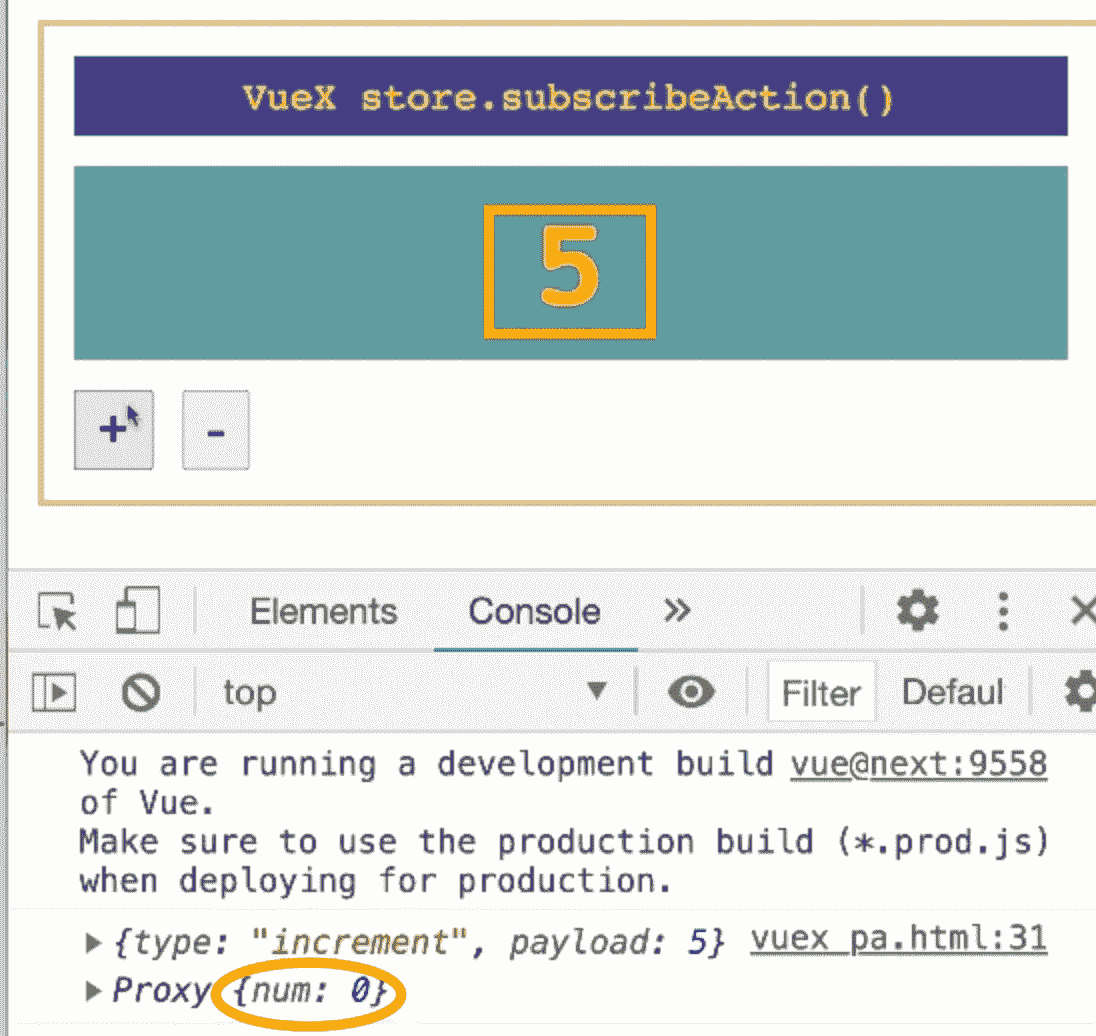 VueX store.subscribeAction()
5
+ -
Elements Console »
top Filter Defaul
You are running a development build vue@next:9558
of Vue.
Make sure to use the production build (*.prod.js)
when deploying for production.
{type: "increment", payload: 5} vuex pa.html:31
Proxy {num: 0}